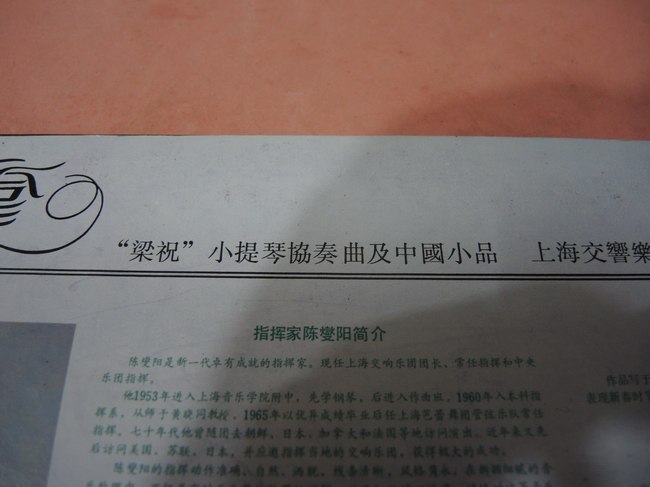 “梁祝”小提琴協奏曲及中國小品 上海交響樂
指挥家陈燮阳简介
陈燮阳是新一代卓有成就的指挥家。现任上海交响乐团团长、常任指挥和中央
乐团指挥。
他1953年进入上海音乐学院附中，先学钢琴，后进入作曲班。1960年入本科指
挥系，从师于黄晓同教授。1965年以优异成绩毕业后任上海芭蕾舞团管弦乐队常任
指挥。七十年代他曾随团去朝鲜、日本、加拿大和法国等地访问演出。近年来又先
后访问美国、苏联、日本，并应邀指挥当地的交响乐团，获得极大的成功。
陈燮阳的指挥动作准确、自然、洒脱，线条清晰，风格隽永，在刻划细腻的音
作品写于
表现新春时节